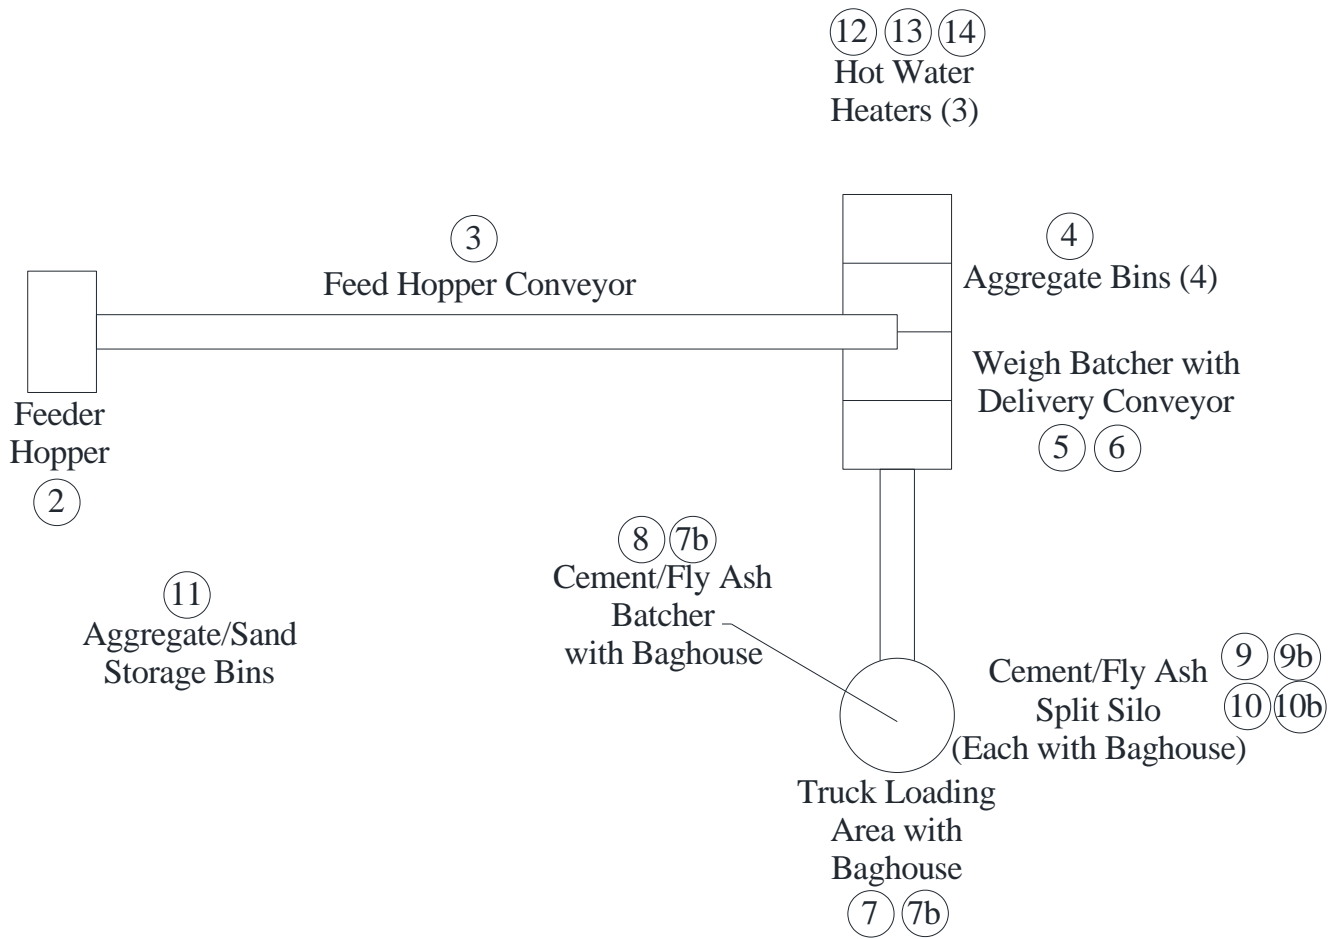 12 13 14
Hot Water
Heaters (3)
3
Feed Hopper Conveyor
4
Aggregate Bins (4)
Weigh Batcher with
Delivery Conveyor
5 6
Feeder
Hopper
2
8 7b
Cement/Fly Ash
Batcher
with Baghouse
11
Aggregate/Sand
Storage Bins
Cement/Fly Ash 9 9b
Split Silo 10 10b
(Each with Baghouse)
Truck Loading
Area with
Baghouse
7 7b